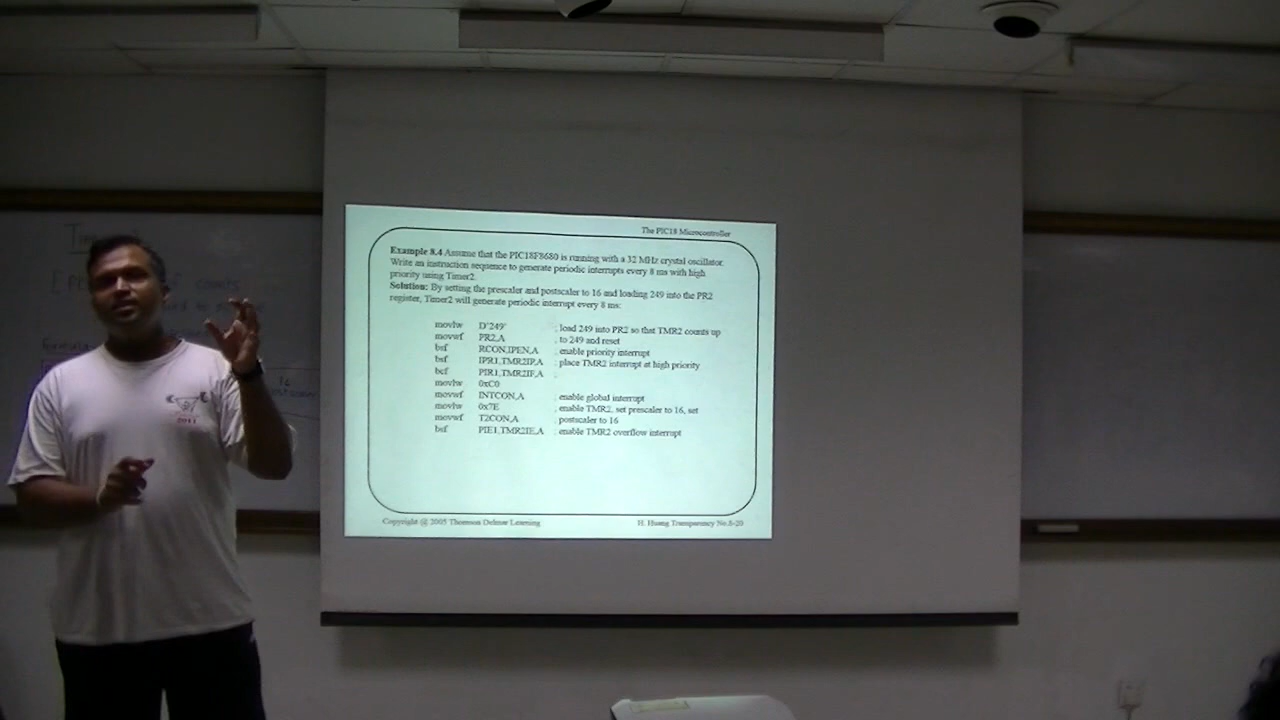 The PIC18 Microcontroller
Example 8.4 Assume that the PIC18F8680 is running with a 32 MHz crystal oscillator.
Write an instruction sequence to generate periodic interrupts every 8 ms with high
priority using Timer2.
Solution: By setting the prescaler and postscaler to 16 and loading 249 into the PR2
register, Timer2 will generate periodic interrupt every 8 ms:
movlw D'249' ; load 249 into PR2 so that TMR2 counts up
movwf PR2,A ; to 249 and reset
bsf RCON,IPEN,A ; enable priority interrupt
bsf IPR1,TMR2IP,A ; place TMR2 interrupt at high priority
bcf PIR1,TMR2IF,A ;
movlw 0xC0
movwf INTCON,A ; enable global interrupt
movlw 0x7E ; enable TMR2, set prescaler to 16, set
movwf T2CON,A ; postscaler to 16
bsf PIE1,TMR2IE,A ; enable TMR2 overflow interrupt
Copyright @ 2005 Thomson Delmar Learning H. Huang Transparency No.8-20
of counts
2011